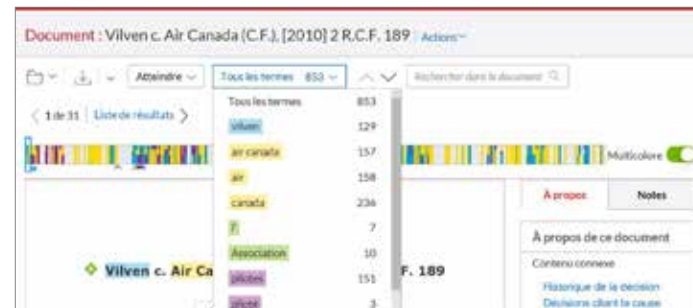 Document : Vilven c. Air Canada (C.F.), [2010] 2 R.C.F. 189 Actions
Atteindre
Tous les termes 853
Rechercher dans le document
1 de 31 Liste de résultats
Tous les termes 853
vilven 129
air canada 157
air 158
canada 236
7
Association 10
pilotes 151
pilote 3
Multicolore
À propos
Notes
À propos de ce document
Contenu connexe
Historique de la décision
Décisions citant la cause
Vilven c. Air Ca
F. 189